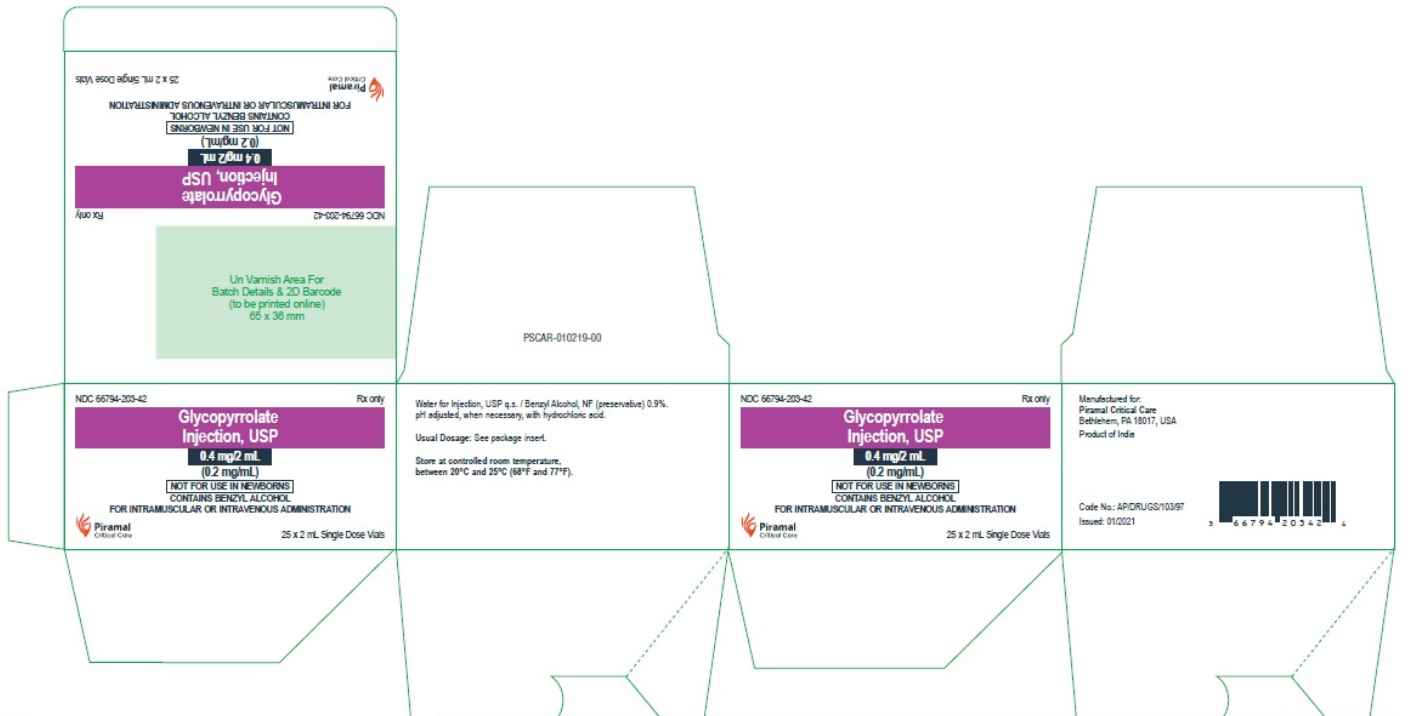 25 x 2 mL Single Dose Vials
Piramal
Critical Care
FOR INTRAMUSCULAR OR INTRAVENOUS ADMINISTRATION
CONTAINS BENZYL ALCOHOL
NOT FOR USE IN NEWBORNS
(0.2 mg/mL)
0.4 mg/2 mL
Glycopyrrolate
Injection, USP
NDC 66794-203-42
Rx only
Un Varnish Area For
Batch Details & 2D Barcode
(to be printed online)
65 x 36 mm
PSCAR-010219-00
NDC 66794-203-42
Rx only
Glycopyrrolate
Injection, USP
0.4 mg/2 mL
(0.2 mg/mL)
NOT FOR USE IN NEWBORNS
CONTAINS BENZYL ALCOHOL
FOR INTRAMUSCULAR OR INTRAVENOUS ADMINISTRATION
Piramal
Critical Care
25 x 2 mL Single Dose Vials
Water for Injection, USP q.s. / Benzyl Alcohol, NF (preservative) 0.9%.
pH adjusted, when necessary, with hydrochloric acid.
Usual Dosage: See package insert.
Store at controlled room temperature,
between 20°C and 25°C (68°F and 77°F).
NDC 66794-203-42
Rx only
Glycopyrrolate
Injection, USP
0.4 mg/2 mL
(0.2 mg/mL)
NOT FOR USE IN NEWBORNS
CONTAINS BENZYL ALCOHOL
FOR INTRAMUSCULAR OR INTRAVENOUS ADMINISTRATION
Piramal
Critical Care
25 x 2 mL Single Dose Vials
Manufactured for:
Piramal Critical Care
Bethlehem, PA 18017, USA
Product of India
Code No.: AP/DRUGS/103/97
Issued: 01/2021
3 66794 20342 4